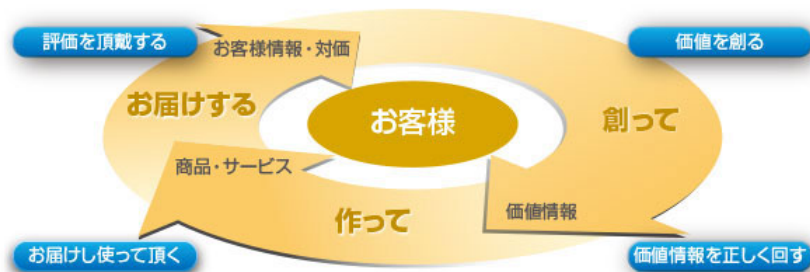 評価を頂戴する
お客様情報・対価
価値を創る
お届けする
お客様
創って
商品・サービス
作って
価値情報
お届けし使って頂く
価値情報を正しく回す